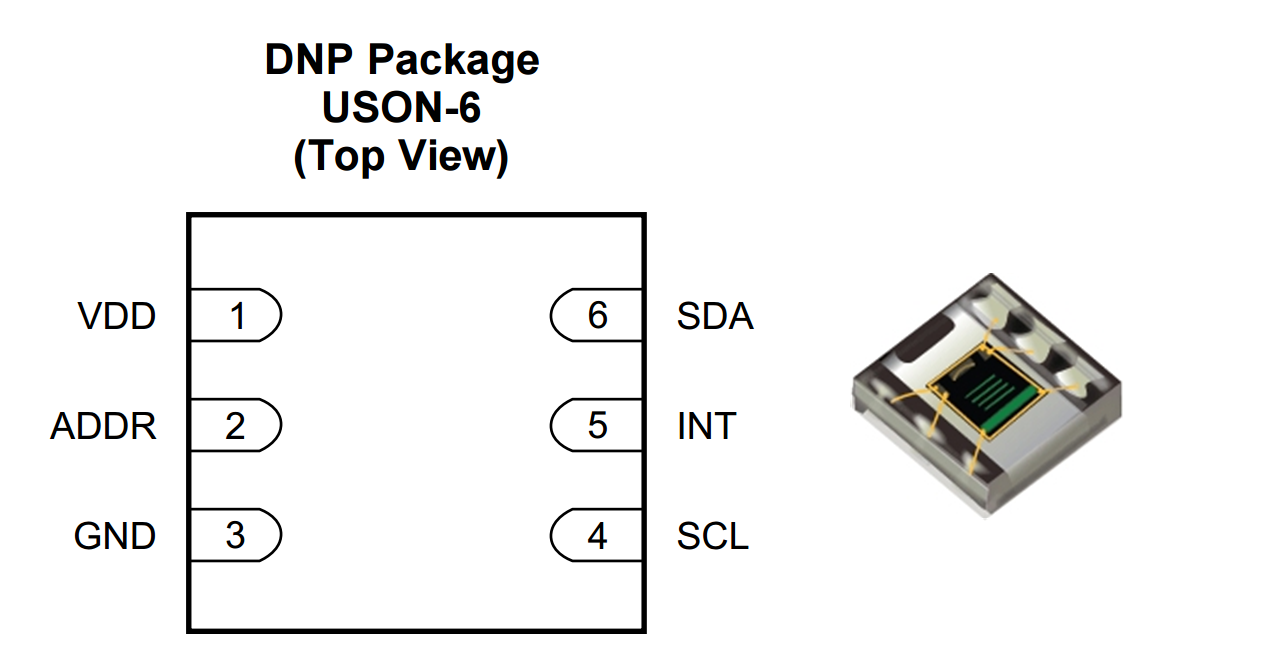 DNP Package
USON-6
(Top View)
VDD 1 6 SDA
ADDR 2 5 INT
GND 3 4 SCL